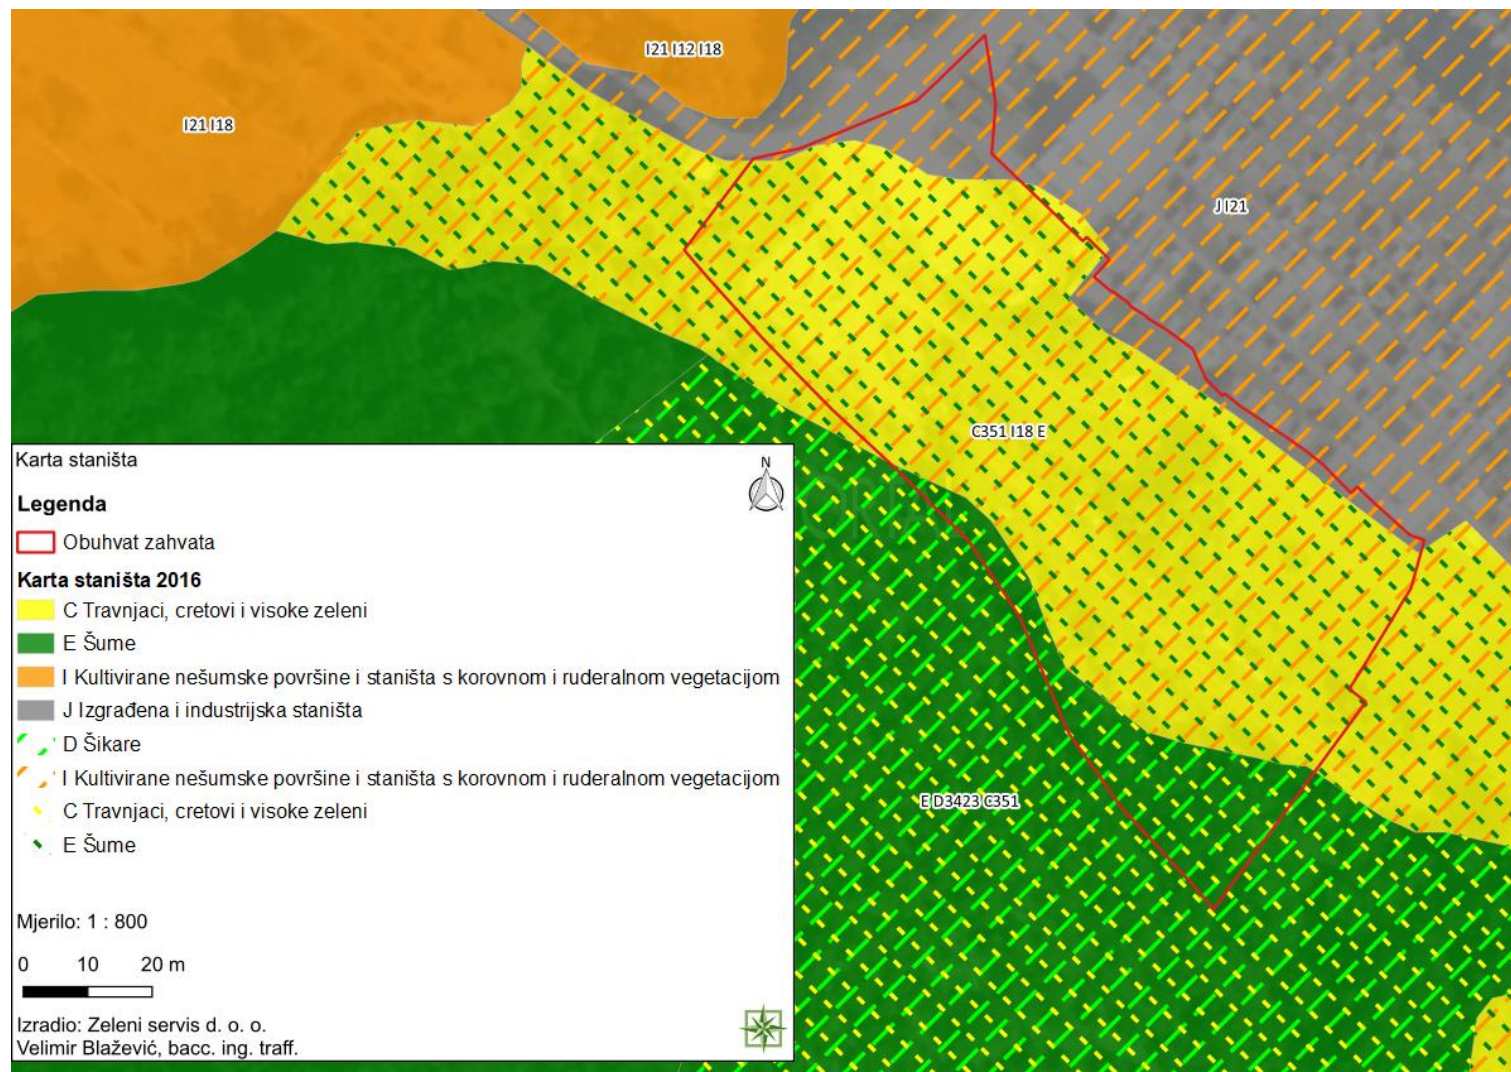 I21 I12 I18
I21 I18
J I21
C351 I18 E
E D3423 C351
Karta staništa
N
Legenda
Obuhvat zahvata
Karta staništa 2016
C Travnjaci, cretovi i visoke zeleni
E Šume
I Kultivirane nešumske površine i staništa s korovnom i ruderalnom vegetacijom
J Izgrađena i industrijska staništa
D Šikare
I Kultivirane nešumske površine i staništa s korovnom i ruderalnom vegetacijom
C Travnjaci, cretovi i visoke zeleni
E Šume
Mjerilo: 1 : 800
0 10 20 m
Izradio: Zeleni servis d. o. o.
Velimir Blažević, bacc. ing. traff.